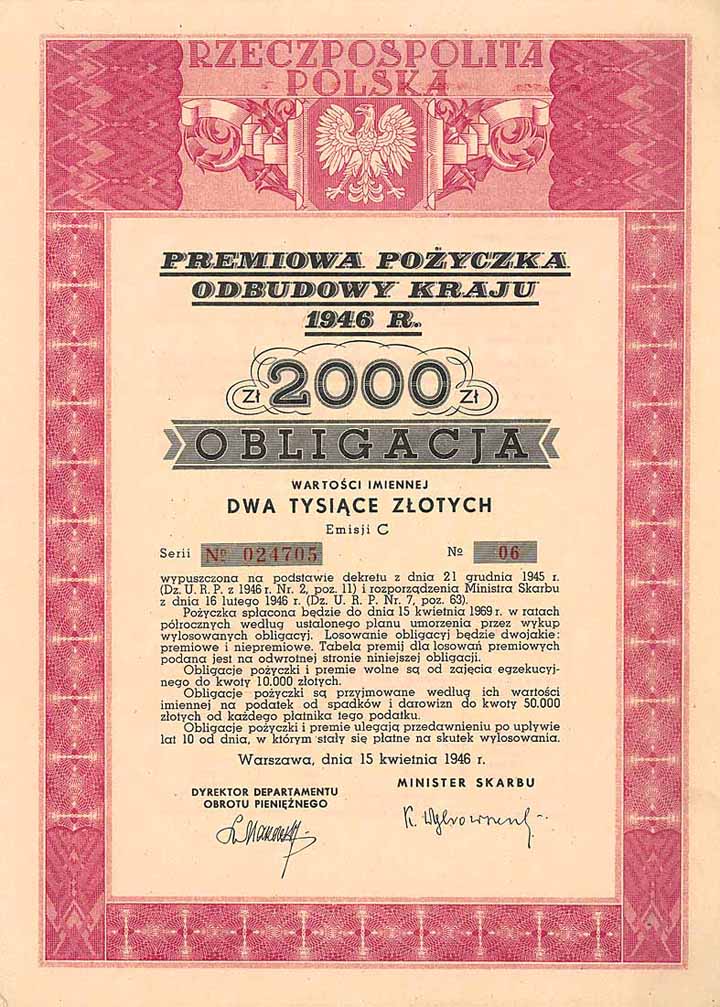 RZECZPOSPOLITA
POLSKA
PREMIOWA POŻYCZKA
ODBUDOWY KRAJU
1946 R.
Zł 2000 Zł
OBLIGACJA
WARTOŚCI IMIENNEJ
DWA TYSIĄCE ZŁOTYCH
Emisji C
Serii № 024705 № 06
wypuszczona na podstawie dekretu z dnia 21 grudnia 1945 r.
(Dz. U. R. P. z 1946 r. Nr. 2, poz. 11) i rozporządzenia Ministra Skarbu
z dnia 16 lutego 1946 r. (Dz. U. R. P. Nr. 7, poz. 63).
Pożyczka spłacona będzie do dnia 15 kwietnia 1969 r. w ratach
półrocznych według ustalonego planu umorzenia przez wykup
wylosowanych obligacyj. Losowanie obligacyj będzie dwojakie:
premiowe i niepremiowe. Tabela premij dla losowań premiowych
podana jest na odwrotnej stronie niniejszej obligacji.
Obligacje pożyczki i premie wolne są od zajęcia egzekucyj-
nego do kwoty 10.000 złotych.
Obligacje pożyczki są przyjmowane według ich wartości
imiennej na podatek od spadków i darowizn do kwoty 50.000
złotych od każdego płatnika tego podatku.
Obligacje pożyczki i premie ulegają przedawnieniu po upływie
lat 10 od dnia, w którym stały się płatne na skutek wylosowania.
Warszawa, dnia 15 kwietnia 1946 r.
DYREKTOR DEPARTAMENTU
OBROTU PIENIĘŻNEGO
MINISTER SKARBU